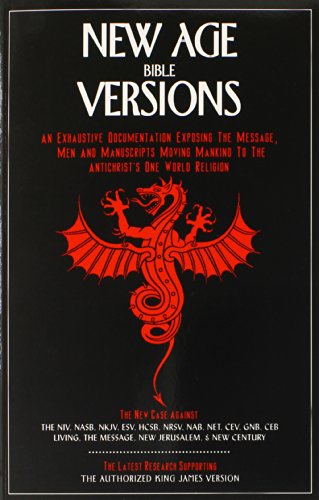 NEW AGE
BIBLE
VERSIONS
AN EXHAUSTIVE DOCUMENTATION EXPOSING THE MESSAGE,
MEN AND MANUSCRIPTS MOVING MANKIND TO THE
ANTICHRIST'S ONE WORLD RELIGION
THE NEW CASE AGAINST
THE NIV, NASB, NKJV, ESV, HCSB, NRSV, NAB, NET, CEV, GNB, CEB
LIVING, THE MESSAGE, NEW JERUSALEM, & NEW CENTURY
THE LATEST RESEARCH SUPPORTING
THE AUTHORIZED KING JAMES VERSION